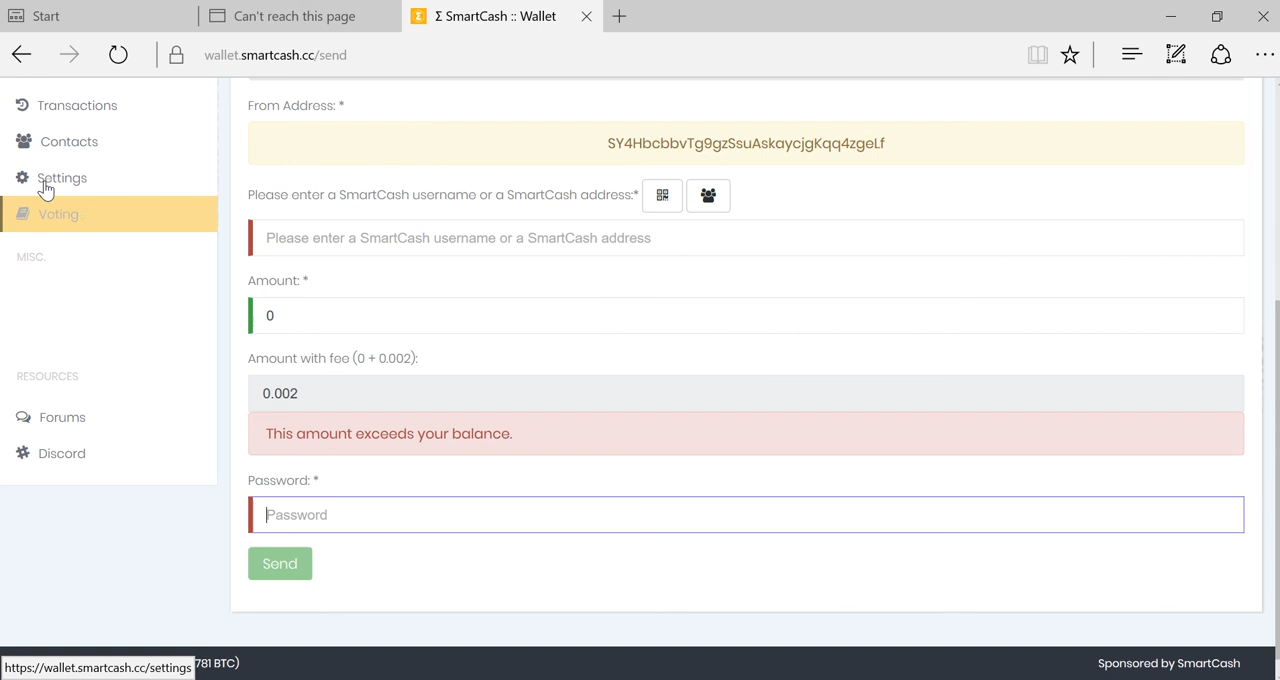 Start
Can't reach this page
Σ SmartCash :: Wallet
wallet.smartcash.cc/send
Transactions
Contacts
Settings
Voting
MISC.
RESOURCES
Forums
Discord
From Address: *
SY4HbcbbvTg9gzSsuAskaycjgKqq4zgeLf
Please enter a SmartCash username or a SmartCash address:*
Please enter a SmartCash username or a SmartCash address
Amount: *
0
Amount with fee (0 + 0.002):
0.002
This amount exceeds your balance.
Password: *
Password
Send
https://wallet.smartcash.cc/settings
781 BTC)
Sponsored by SmartCash